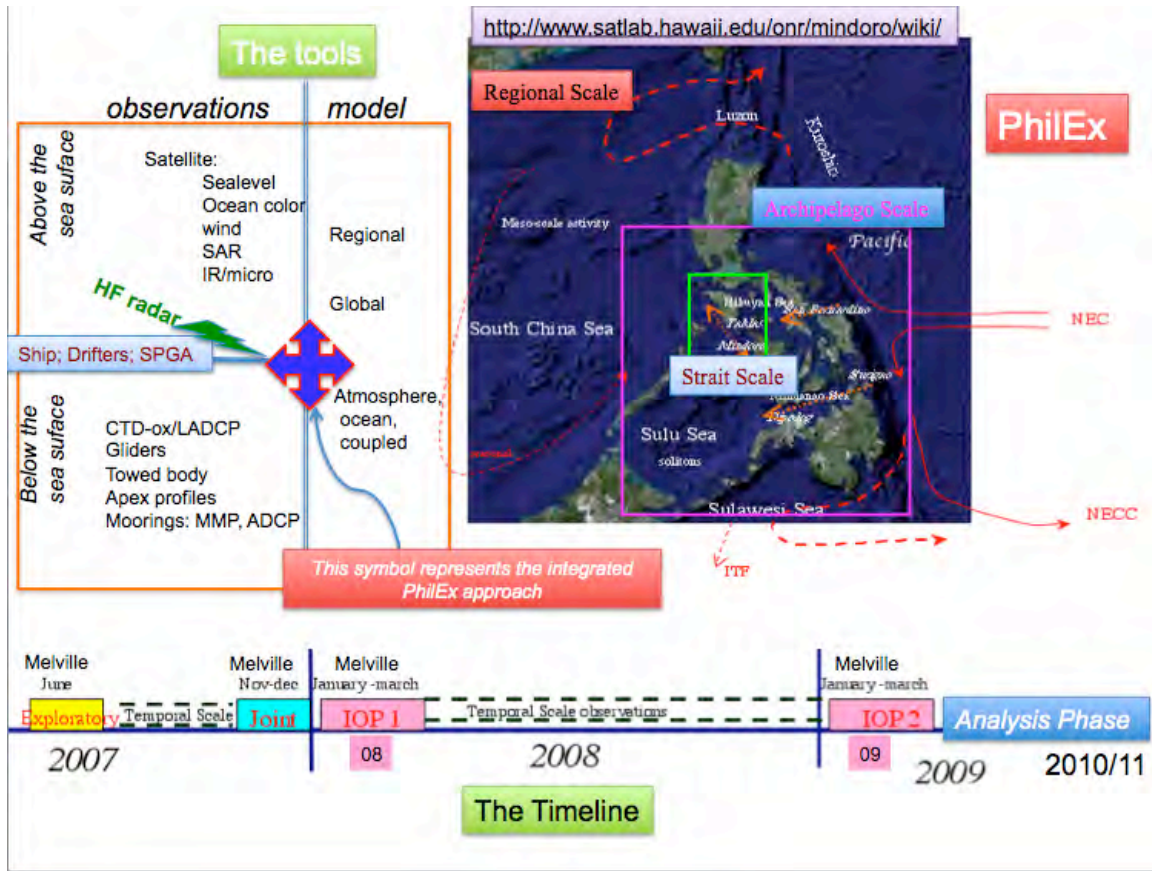 http://www.satlab.hawaii.edu/onr/mindoro/wiki/
The tools
observations
model
Above the
sea suface
Satellite:
Sealevel
Ocean color
wind
SAR
IR/micro
Regional
Global
HF radar
Ship; Drifters; SPGA
Atmosphere,
ocean,
coupled
Below the
sea suface
CTD-ox/LADCP
Gliders
Towed body
Apex profiles
Moorings: MMP, ADCP
This symbol represents the integrated
PhilEx approach
Regional Scale
PhilEx
Luzon
Kuroshio
Archipelago Scale
Meso-scale activity
Pacific
South China Sea
NEC
Mindoro
Strait Scale
Sulu Sea
solitons
Sulawesi Sea
NECC
ITF
Melville
June
Melville
Nov-dec
Melville
January-march
Melville
January-march
Exploratory
Temporal Scale
Joint
IOP 1
Temporal Scale observations
IOP 2
Analysis Phase
2007
08
2008
09
2009
2010/11
The Timeline